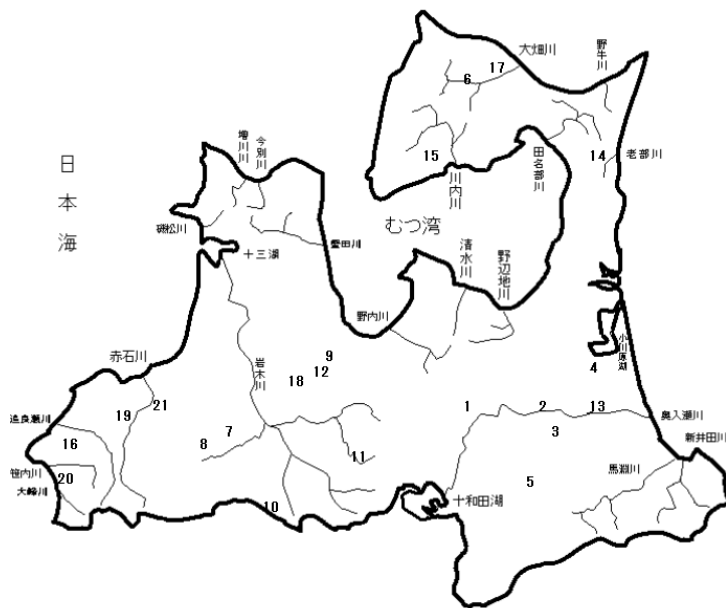 大畑川
野牛川
17
6
増川川
今別川
日本海
15
14
老部川
川内川
田名部川
磯松川
むつ湾
蟹田川
十三湖
清水川
野辺地川
野内川
小川原湖
岩木川
9
赤石川
12
4
18
19
21
1
2
13
追良瀬川
奥入瀬川
7
3
16
8
新井田川
11
笹内川
20
5
馬淵川
大峰川
10
十和田湖